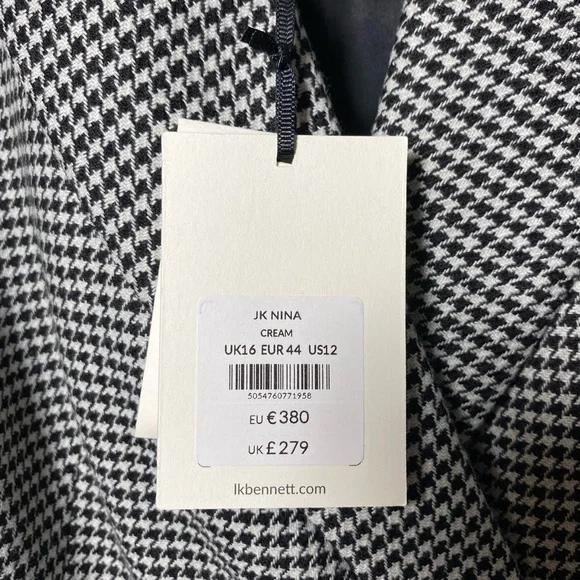 JK NINA
CREAM
UK16 EUR 44 US12
5054760771958
EU €380
UK £279
lkbennett.com